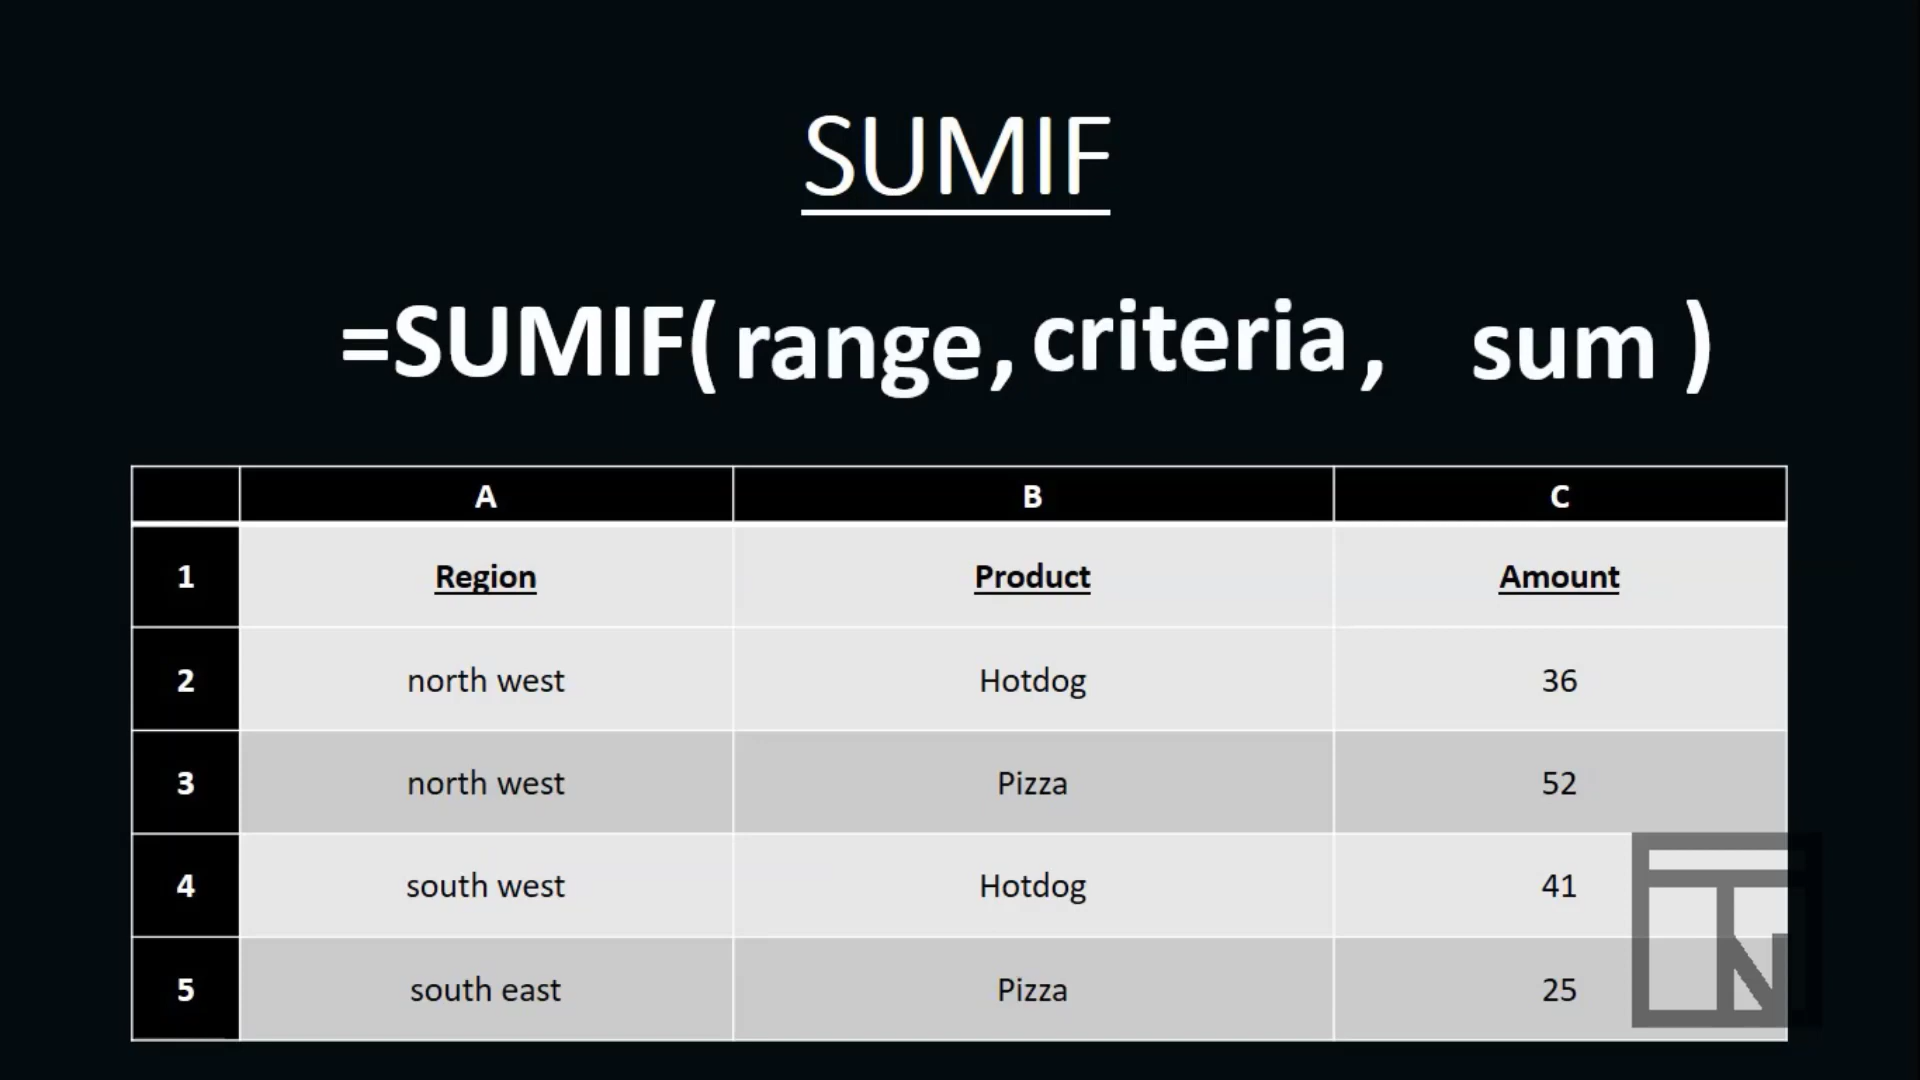 SUMIF
=SUMIF( range, criteria, sum )
A B C
1 Region Product Amount
2 north west Hotdog 36
3 north west Pizza 52
4 south west Hotdog 41
5 south east Pizza 25
TN